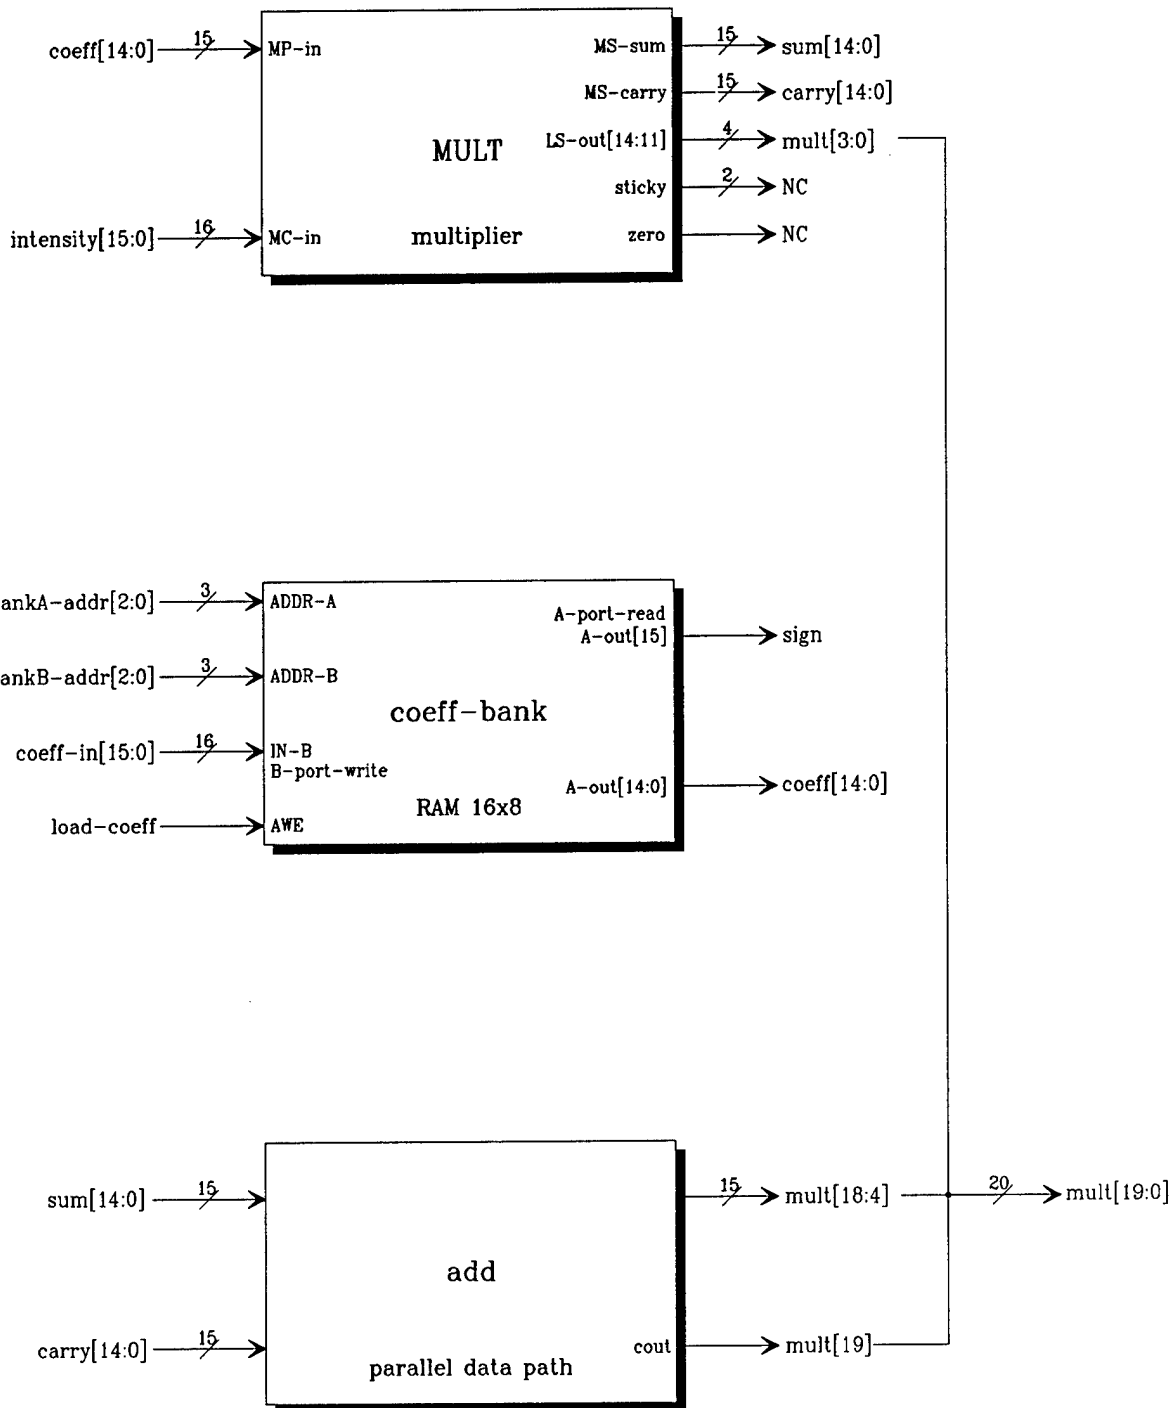 coeff[14:0]
15
MP-in
MS-sum
15
sum[14:0]
MS-carry
15
carry[14:0]
MULT
LS-out[14:11]
4
mult[3:0]
sticky
2
NC
intensity[15:0]
16
MC-in
multiplier
zero
NC
ankA-addr[2:0]
3
ADDR-A
A-port-read
A-out[15]
sign
ankB-addr[2:0]
3
ADDR-B
coeff-bank
coeff-in[15:0]
16
IN-B
B-port-write
A-out[14:0]
coeff[14:0]
RAM 16x8
load-coeff
AWE
sum[14:0]
15
15
mult[18:4]
20
mult[19:0]
add
carry[14:0]
15
cout
mult[19]
parallel data path